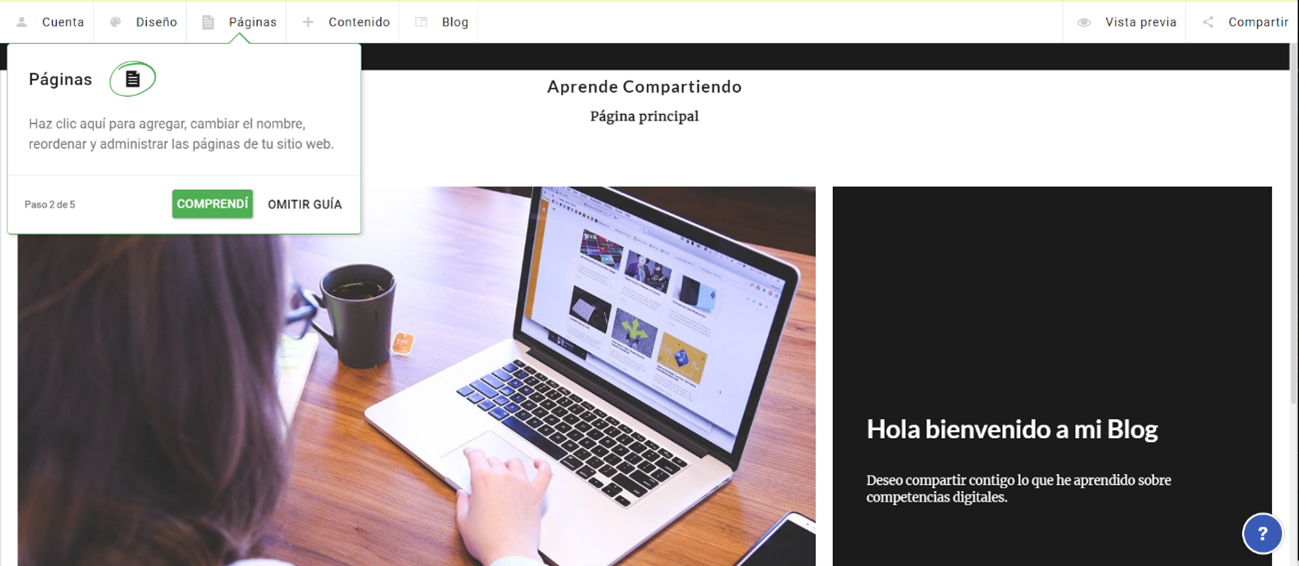 Cuenta
Diseño
Páginas
Contenido
Blog
Vista previa
Compartir
Páginas
Haz clic aquí para agregar, cambiar el nombre,
reordenar y administrar las páginas de tu sitio web.
Paso 2 de 5
COMPRENDÍ
OMITIR GUÍA
Aprende Compartiendo
Página principal
Hola bienvenido a mi Blog
Deseo compartir contigo lo que he aprendido sobre
competencias digitales.
?